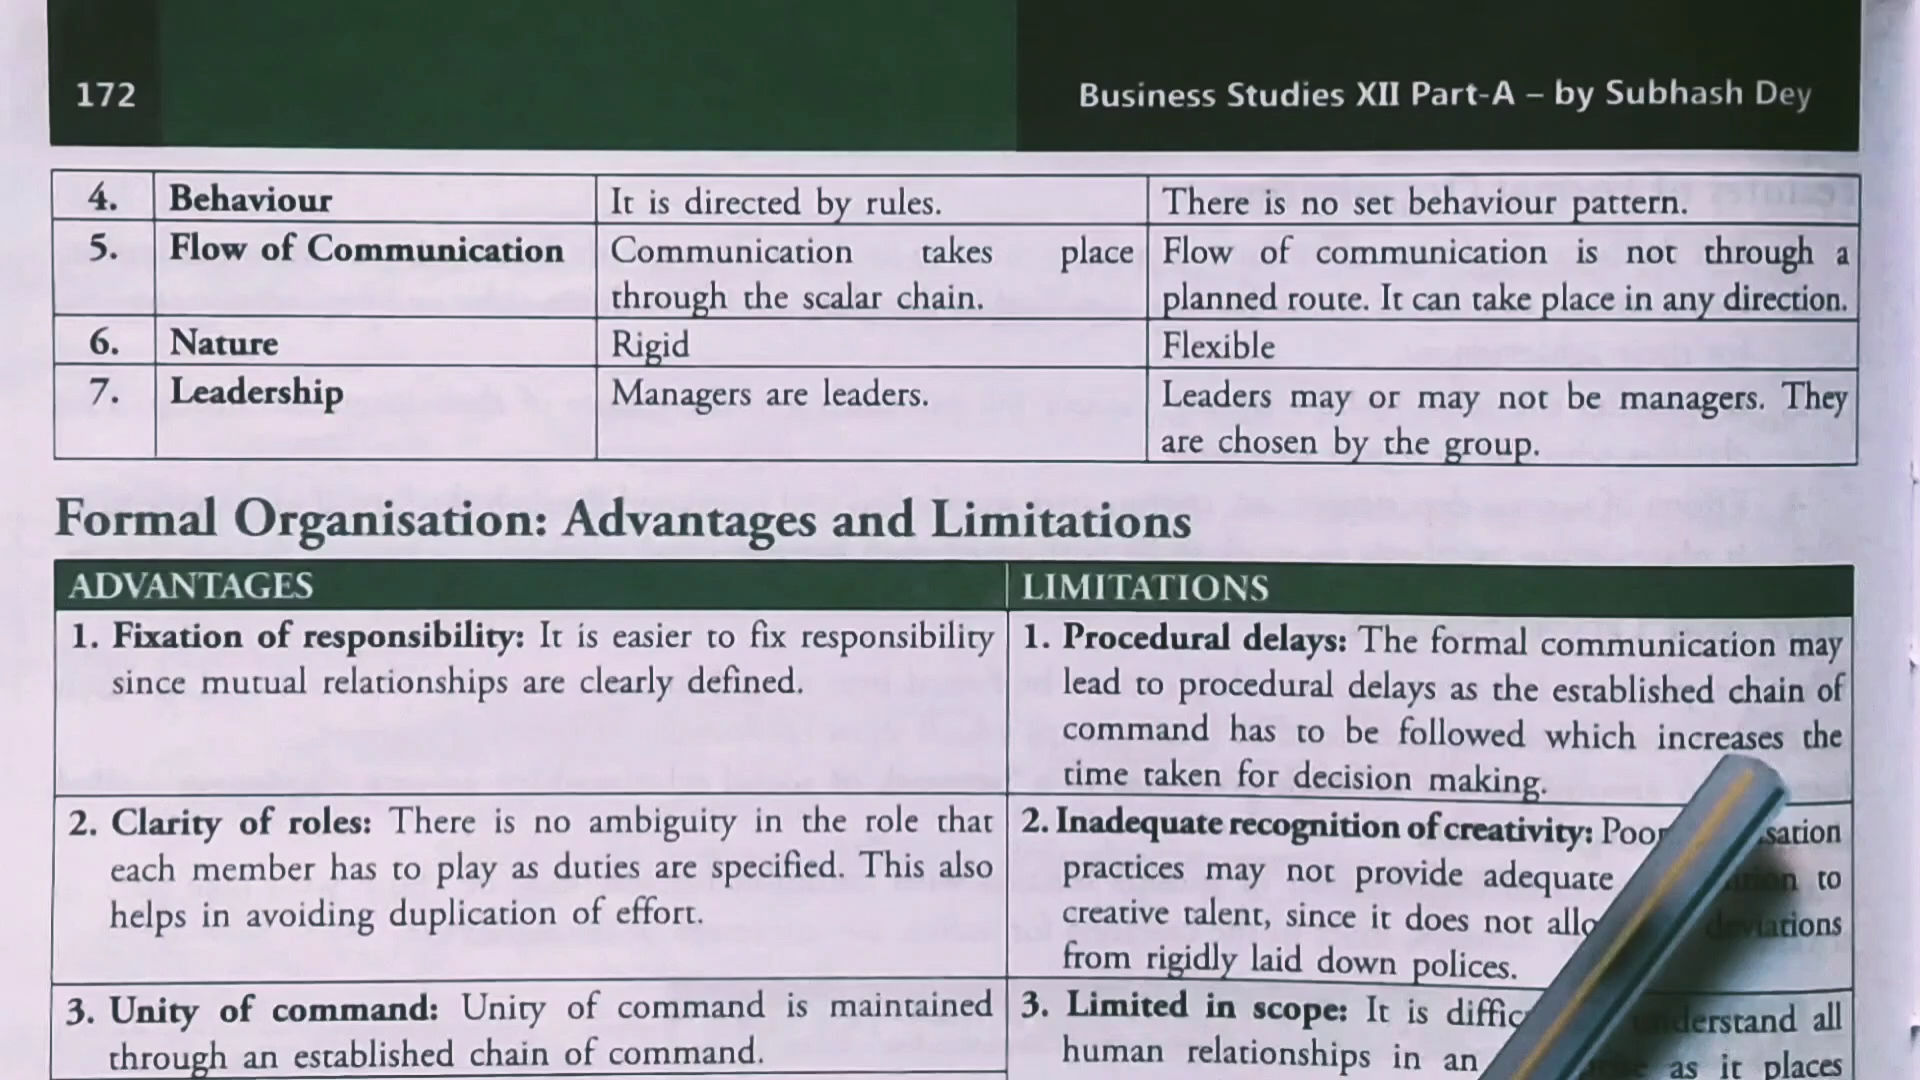 172
Business Studies XII Part-A – by Subhash Dey
4. Behaviour It is directed by rules. There is no set behaviour pattern.
5. Flow of Communication Communication takes place through the scalar chain. Flow of communication is not through a planned route. It can take place in any direction.
6. Nature Rigid Flexible
7. Leadership Managers are leaders. Leaders may or may not be managers. They are chosen by the group.
Formal Organisation: Advantages and Limitations
ADVANTAGES
1. Fixation of responsibility: It is easier to fix responsibility
since mutual relationships are clearly defined.
2. Clarity of roles: There is no ambiguity in the role that
each member has to play as duties are specified. This also
helps in avoiding duplication of effort.
3. Unity of command: Unity of command is maintained
through an established chain of command.
LIMITATIONS
1. Procedural delays: The formal communication may
lead to procedural delays as the established chain of
command has to be followed which increases the
time taken for decision making.
2. Inadequate recognition of creativity: Poor
practices may not provide adequate to
creative talent, since it does not deviations
from rigidly laid down polices.
3. Limited in scope: It is understand all
human relationships in an as it places